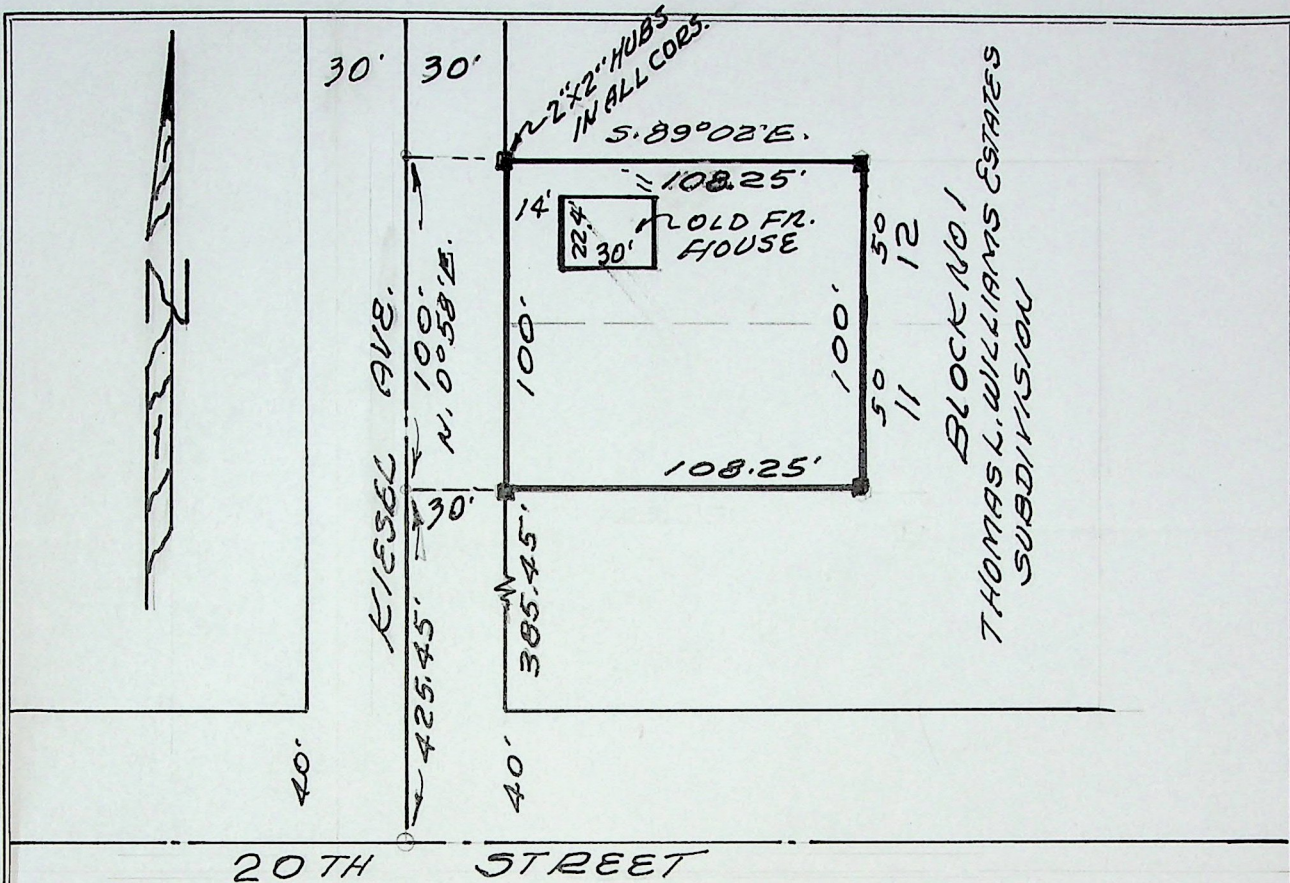 30' 30'
2"X2" HUBS
IN ALL CORS.
S. 89°02' E.
108.25'
14'
22.4
30'
OLD FR.
HOUSE
N
KIESEL AVE.
100'
N. 0°58' E.
100'
100'
50
12
50
11
BLOCK NO 1
THOMAS L. WILLIAMS ESTATES
SUBDIVISION
108.25'
30'
425.45'
385.45'
40'
40'
20TH STREET